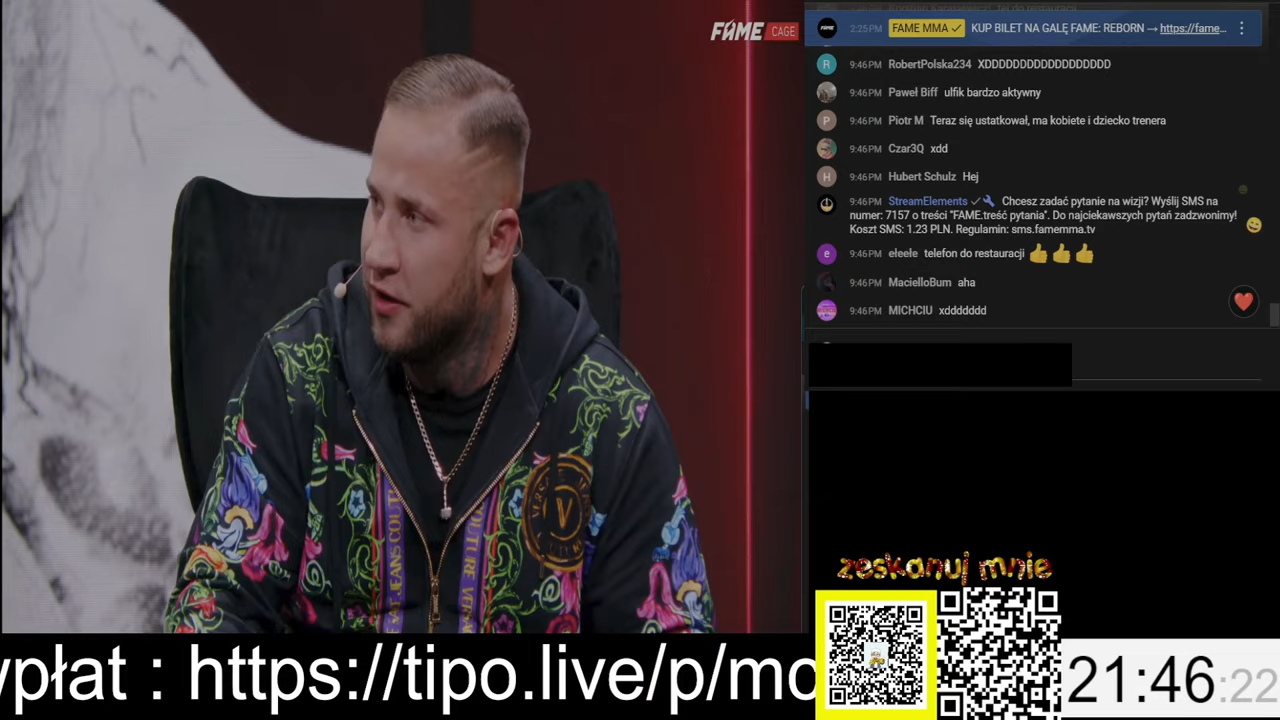 FAME CAGE
2:25PM FAME MMA ✓ KUP BILET NA GALĘ FAME: REBORN → https://fame...
9:46PM RobertPolska234 XDDDDDDDDDDDDDDDDDD
9:46PM Paweł Biff ulfik bardzo aktywny
9:46PM Piotr M Teraz się ustatkował, ma kobiete i dziecko trenera
9:46PM Czar3Q xdd
9:46PM Hubert Schulz Hej
9:46PM StreamElements Chcesz zadać pytanie na wizji? Wyślij SMS na
numer: 7157 o treści "FAME.treść pytania". Do najciekawszych pytań zadzwonimy!
Koszt SMS: 1.23 PLN. Regulamin: sms.famemma.tv
9:46PM ełeełe telefon do restauracji 👍👍👍
9:46PM MacielloBum aha
9:46PM MICHCIU xddddddd
zeskanuj mnie
ypłat : https://tipo.live/p/mo
21:46:22